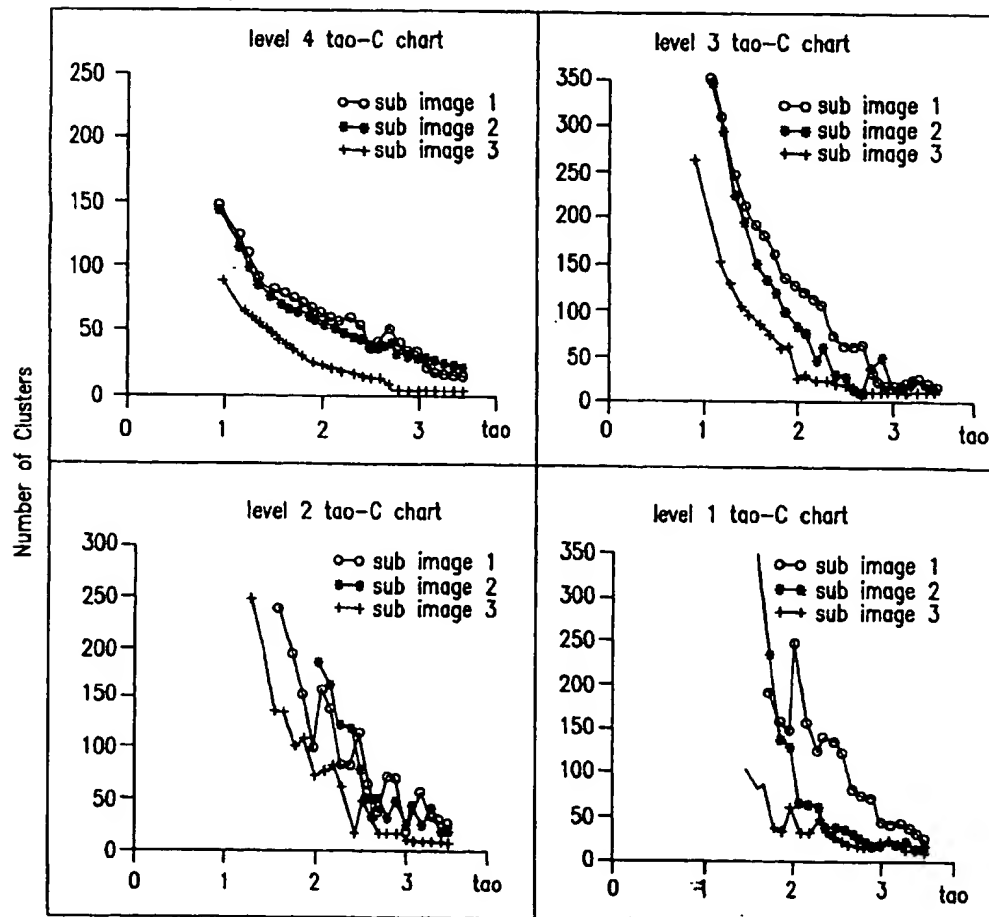 Number of Clusters
level 4 tao-C chart
250
200
150
100
50
0
sub image 1
sub image 2
sub image 3
0 1 2 3 tao
level 3 tao-C chart
350
300
250
200
150
100
50
0
sub image 1
sub image 2
sub image 3
0 1 2 3 tao
level 2 tao-C chart
300
250
200
150
100
50
0
sub image 1
sub image 2
sub image 3
0 1 2 3 tao
level 1 tao-C chart
350
300
250
200
150
100
50
0
sub image 1
sub image 2
sub image 3
0 1 2 3 tao